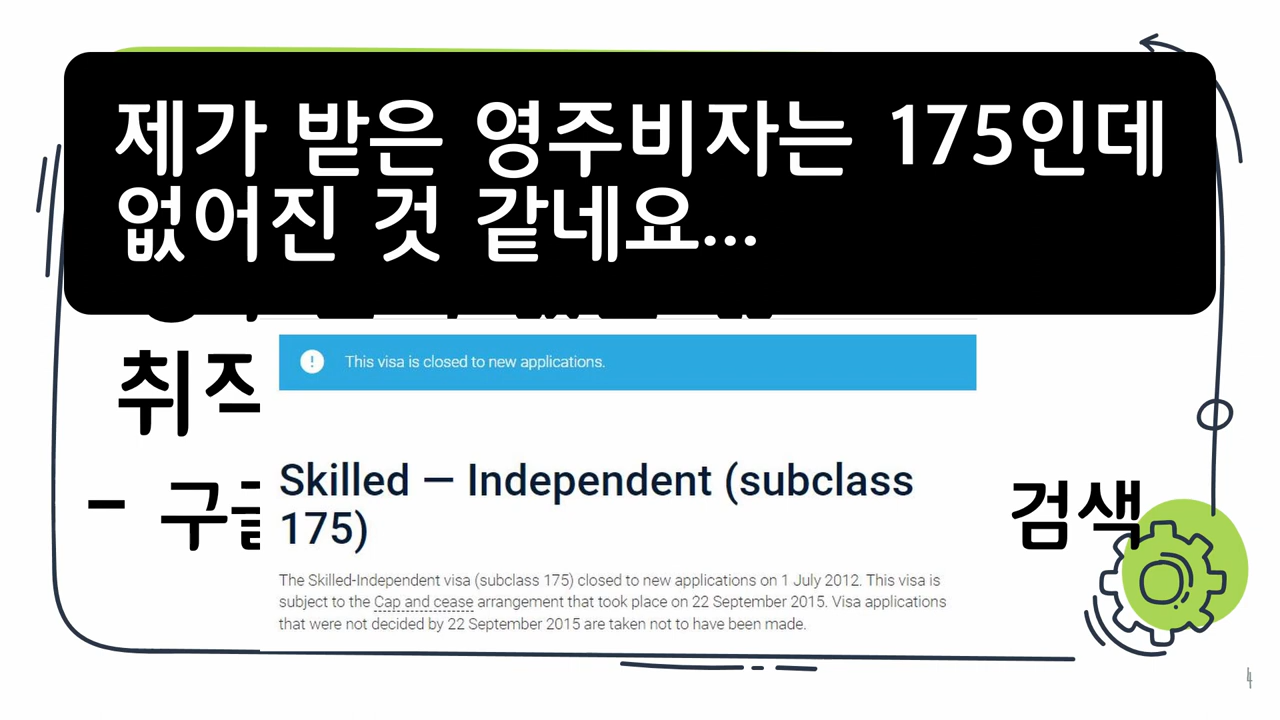 제가 받은 영주비자는 175인데
없어진 것 같네요...
This visa is closed to new applications.
취직
Skilled — Independent (subclass
175)
- 구글 검색
The Skilled-Independent visa (subclass 175) closed to new applications on 1 July 2012. This visa is
subject to the Cap and cease arrangement that took place on 22 September 2015. Visa applications
that were not decided by 22 September 2015 are taken not to have been made.
4